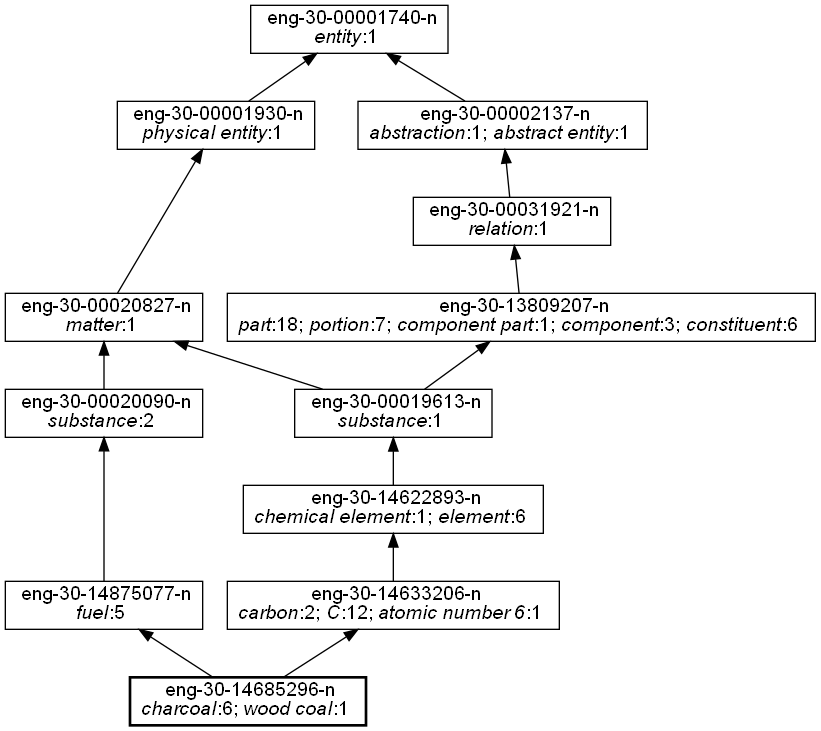 eng-30-00001740-n
entity:1
eng-30-00001930-n
physical entity:1
eng-30-00002137-n
abstraction:1; abstract entity:1
eng-30-00031921-n
relation:1
eng-30-00020827-n
matter:1
eng-30-13809207-n
part:18; portion:7; component part:1; component:3; constituent:6
eng-30-00020090-n
substance:2
eng-30-00019613-n
substance:1
eng-30-14622893-n
chemical element:1; element:6
eng-30-14875077-n
fuel:5
eng-30-14633206-n
carbon:2; C:12; atomic number 6:1
eng-30-14685296-n
charcoal:6; wood coal:1